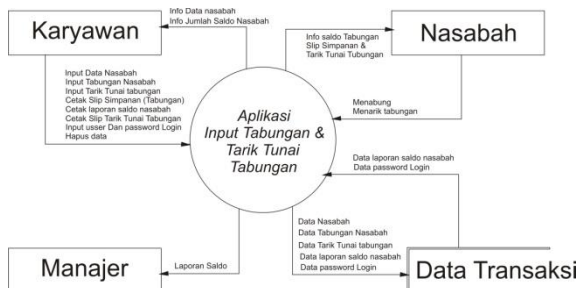 Info Data nasabah
Info Jumlah Saldo Nasabah
Karyawan
Input Data Nasabah
Input Tabungan Nasabah
Input Tarik Tunai tabungan
Cetak Slip Simpanan (Tabungan)
Cetak laporan saldo nasabah
Cetak Slip Tarik Tunai Tabungan
Input usser Dan password Login
Hapus data
Info saldo Tabungan
Slip Simpanan &
Tarik Tunai Tubungan
Nasabah
Menabung
Menarik tabungan
Aplikasi
Input Tabungan &
Tarik Tunai
Tabungan
Data laporan saldo nasabah
Data password Login
Manajer
Laporan Saldo
Data Nasabah
Data Tabungan Nasabah
Data Tarik Tunai tabungan
Data laporan saldo nasabah
Data password Login
Data Transaksi